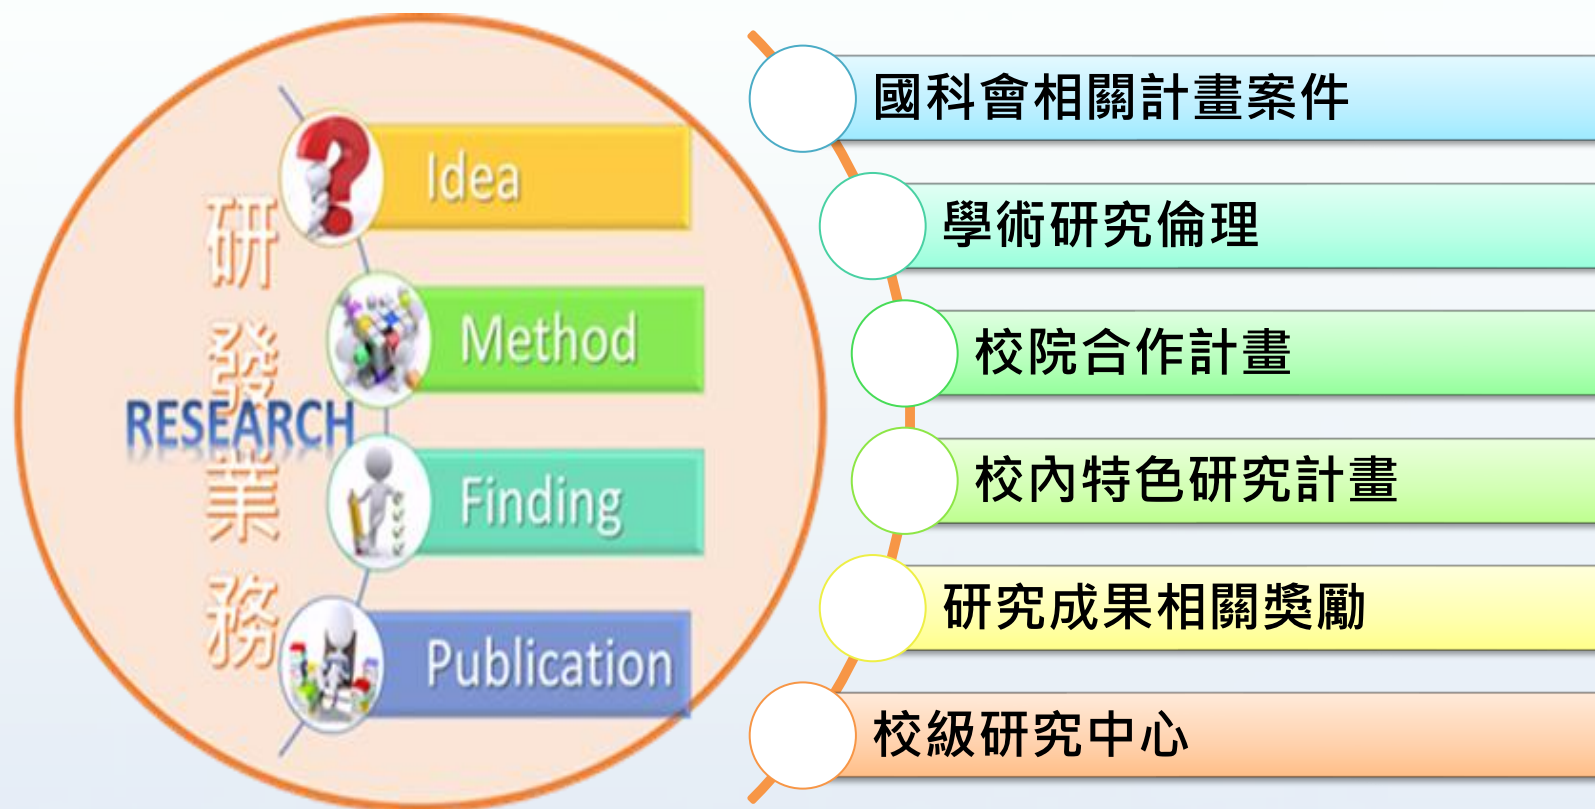 研發業務
RESEARCH
Idea
Method
Finding
Publication
國科會相關計畫案件
學術研究倫理
校院合作計畫
校內特色研究計畫
研究成果相關獎勵
校級研究中心